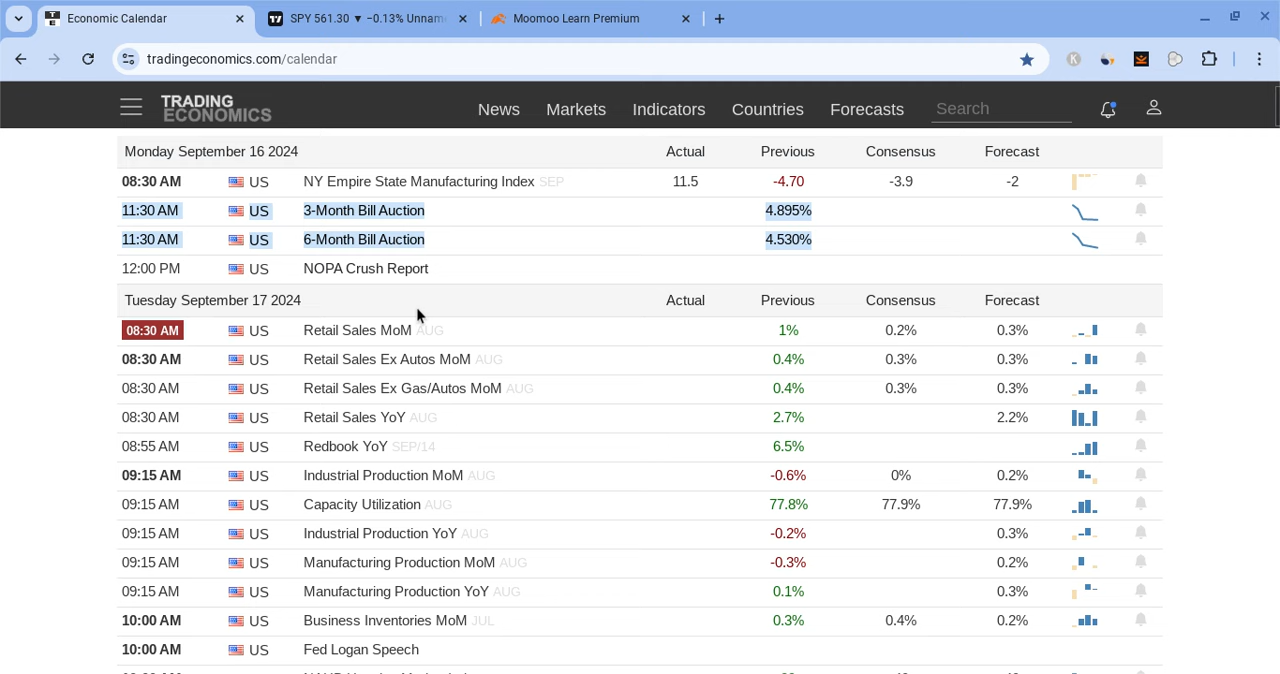 Economic Calendar
SPY 561.30 ▼ −0.13% Unnam
Moomoo Learn Premium
tradingeconomics.com/calendar
TRADING ECONOMICS
News Markets Indicators Countries Forecasts Search
Monday September 16 2024 Actual Previous Consensus Forecast
08:30 AM US NY Empire State Manufacturing Index SEP 11.5 -4.70 -3.9 -2
11:30 AM US 3-Month Bill Auction 4.895%
11:30 AM US 6-Month Bill Auction 4.530%
12:00 PM US NOPA Crush Report
Tuesday September 17 2024 Actual Previous Consensus Forecast
08:30 AM US Retail Sales MoM AUG 1% 0.2% 0.3%
08:30 AM US Retail Sales Ex Autos MoM AUG 0.4% 0.3% 0.3%
08:30 AM US Retail Sales Ex Gas/Autos MoM AUG 0.4% 0.3% 0.3%
08:30 AM US Retail Sales YoY AUG 2.7% 2.2%
08:55 AM US Redbook YoY SEP/14 6.5%
09:15 AM US Industrial Production MoM AUG -0.6% 0% 0.2%
09:15 AM US Capacity Utilization AUG 77.8% 77.9% 77.9%
09:15 AM US Industrial Production YoY AUG -0.2% 0.3%
09:15 AM US Manufacturing Production MoM AUG -0.3% 0.2%
09:15 AM US Manufacturing Production YoY AUG 0.1% 0.3%
10:00 AM US Business Inventories MoM JUL 0.3% 0.4% 0.2%
10:00 AM US Fed Logan Speech